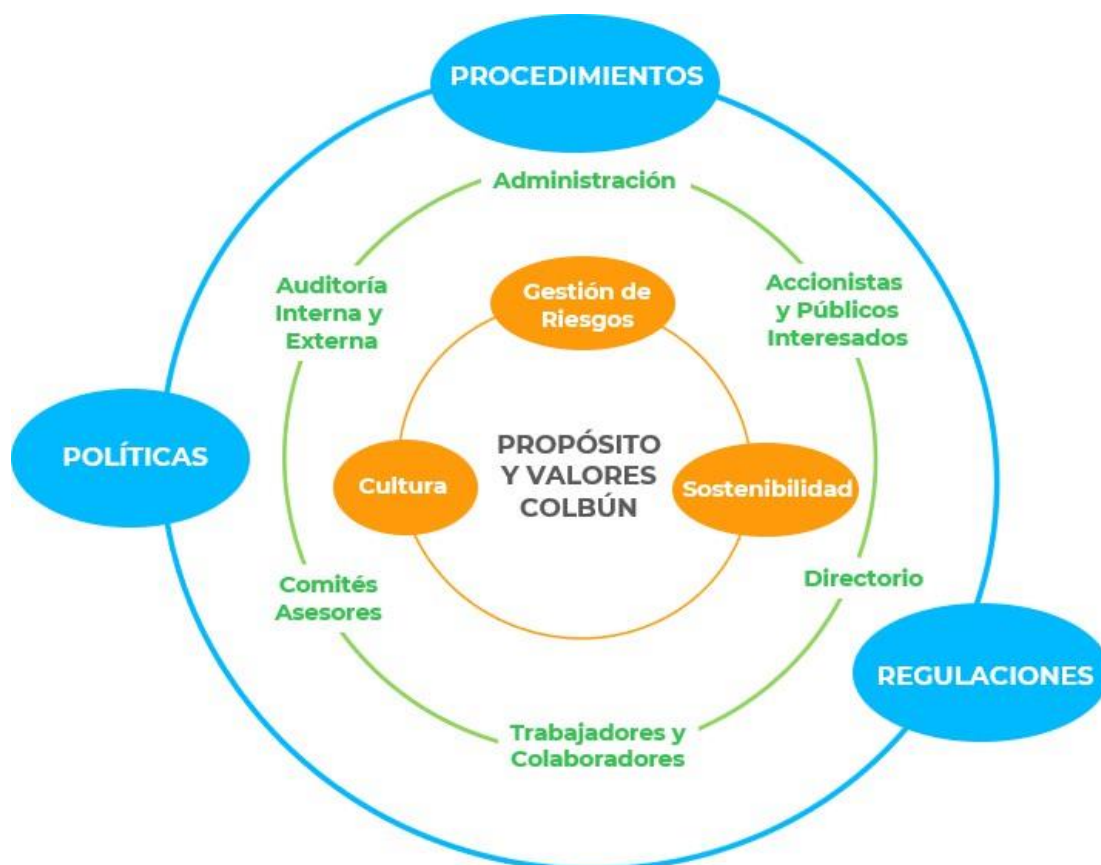 PROCEDIMIENTOS
Administración
Auditoría
Interna y
Externa
Accionistas
y Públicos
Interesados
Gestión de
Riesgos
POLÍTICAS
PROPÓSITO
Y VALORES
COLBÚN
Cultura
Sostenibilidad
Comités
Asesores
Directorio
REGULACIONES
Trabajadores y
Colaboradores